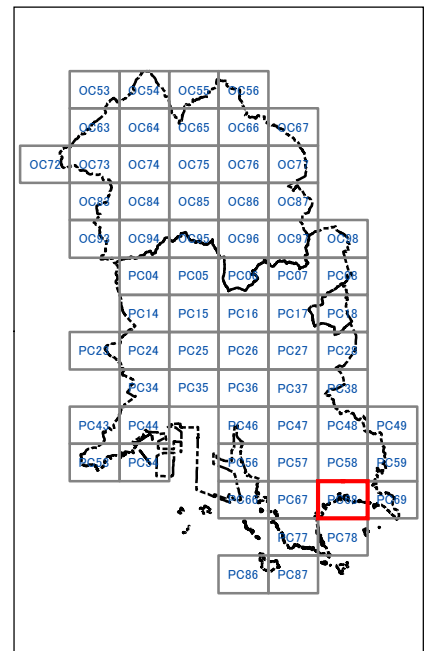 OC53 OC54 OC55 OC56
OC63 OC64 OC65 OC66 OC67
OC72 OC73 OC74 OC75 OC76 OC77
OC83 OC84 OC85 OC86 OC87
OC93 OC94 OC95 OC96 OC97 OC98
PC04 PC05 PC06 PC07 PC08
PC14 PC15 PC16 PC17 PC18
PC23 PC24 PC25 PC26 PC27 PC28
PC34 PC35 PC36 PC37 PC38
PC43 PC44 PC46 PC47 PC48 PC49
PC53 PC54 PC56 PC57 PC58 PC59
PC66 PC67 PC68 PC69
PC77 PC78
PC86 PC87